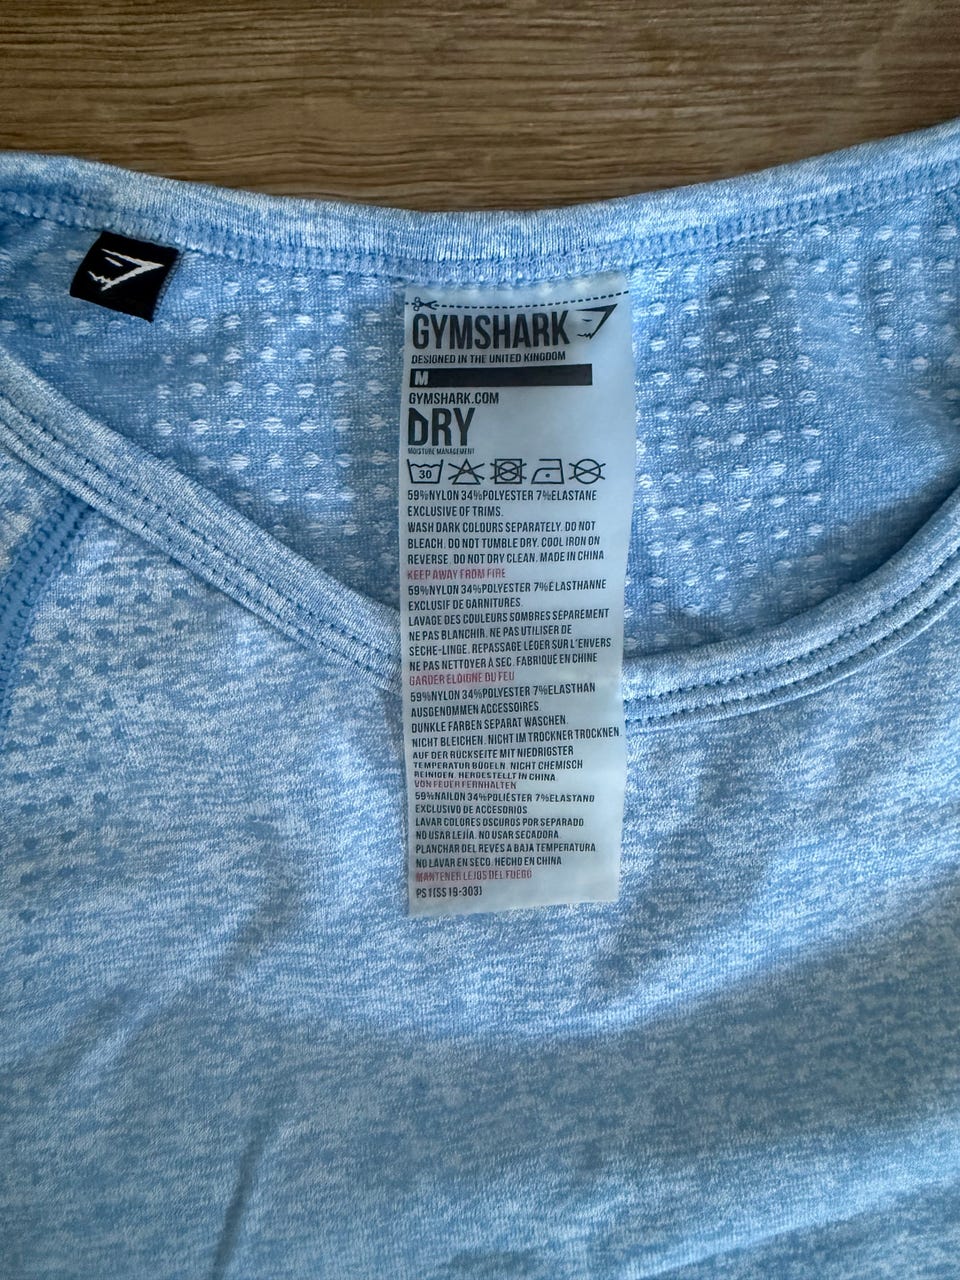 GYMSHARK
DESIGNED IN THE UNITED KINGDOM
M
GYMSHARK.COM
DRY
MOISTURE MANAGEMENT
30
59%NYLON 34%POLYESTER 7%ELASTANE
EXCLUSIVE OF TRIMS.
WASH DARK COLOURS SEPARATELY. DO NOT
BLEACH. DO NOT TUMBLE DRY. COOL IRON ON
REVERSE. DO NOT DRY CLEAN. MADE IN CHINA
KEEP AWAY FROM FIRE
59%NYLON 34%POLYESTER 7%ÉLASTHANNE
EXCLUSIF DE GARNITURES.
LAVAGE DES COULEURS SOMBRES SÉPAREMENT
NE PAS BLANCHIR. NE PAS UTILISER DE
SÈCHE-LINGE. REPASSAGE LÉGER SUR L'ENVERS
NE PAS NETTOYER À SEC. FABRIQUÉ EN CHINE
GARDER ELOIGNE DU FEU
59%NYLON 34%POLYESTER 7%ELASTHAN
AUSGENOMMEN ACCESSOIRES.
DUNKLE FARBEN SEPARAT WASCHEN.
NICHT BLEICHEN. NICHT IM TROCKNER TROCKNEN.
AUF DER RÜCKSEITE MIT NIEDRIGSTER
TEMPERATUR BÜGELN. NICHT CHEMISCH
REINIGEN. HERGESTELLT IN CHINA
VON FEUER FERNHALTEN
59%NAILON 34%POLIÉSTER 7%ELASTANO
EXCLUSIVO DE ACCESORIOS
LAVAR COLORES OSCUROS POR SEPARADO
NO USAR LEJÍA. NO USAR SECADORA.
PLANCHAR DEL REVÉS A BAJA TEMPERATURA
NO LAVAR EN SECO. HECHO EN CHINA
MANTENER LEJOS DEL FUEGO
PS1(SS19-303)